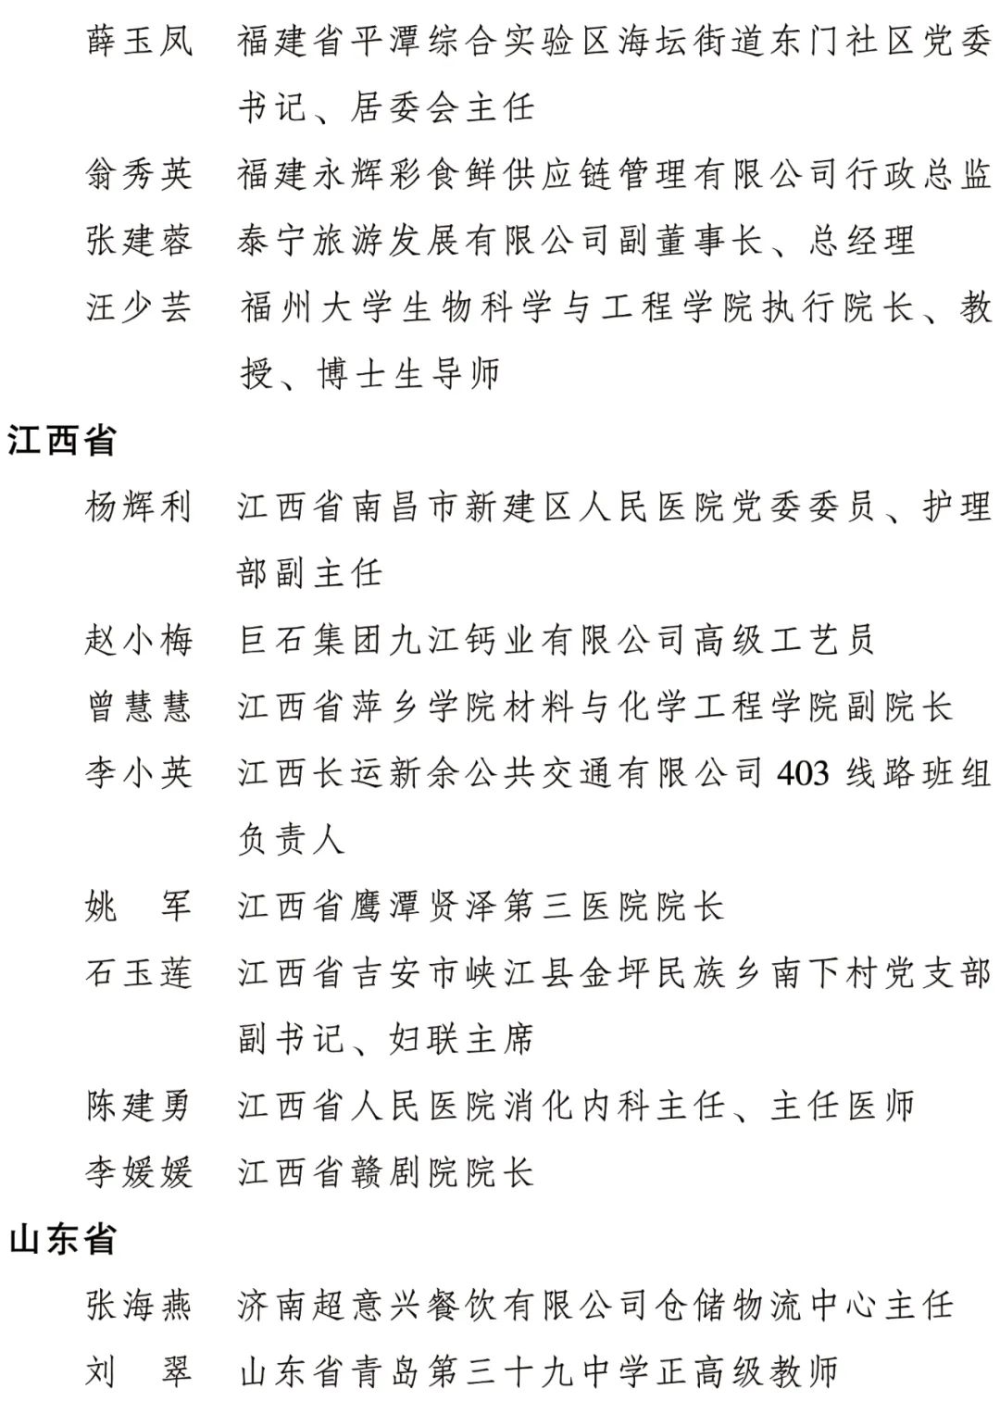 薛玉凤 福建省平潭综合实验区海坛街道东门社区党委
书记、居委会主任
翁秀英 福建永辉彩食鲜供应链管理有限公司行政总监
张建蓉 泰宁旅游发展有限公司副董事长、总经理
汪少芸 福州大学生物科学与工程学院执行院长、教
授、博士生导师
江西省
杨辉利 江西省南昌市新建区人民医院党委委员、护理
部副主任
赵小梅 巨石集团九江钙业有限公司高级工艺员
曾慧慧 江西省萍乡学院材料与化学工程学院副院长
李小英 江西长运新余公共交通有限公司 403 线路班组
负责人
姚 军 江西省鹰潭贤泽第三医院院长
石玉莲 江西省吉安市峡江县金坪民族乡南下村党支部
副书记、妇联主席
陈建勇 江西省人民医院消化内科主任、主任医师
李媛媛 江西省赣剧院院长
山东省
张海燕 济南超意兴餐饮有限公司仓储物流中心主任
刘 翠 山东省青岛第三十九中学正高级教师